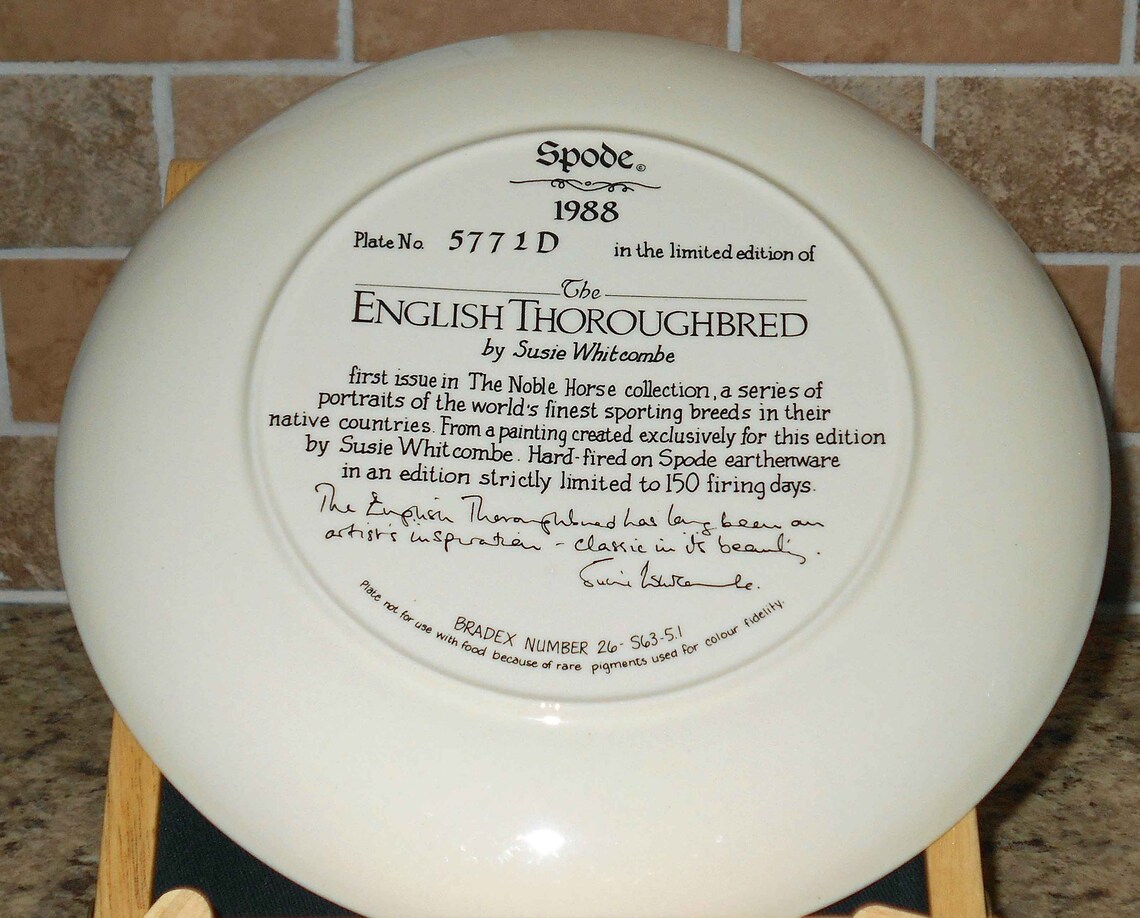 Spode ©
1988
Plate No. 5771D in the limited edition of
The
ENGLISH THOROUGHBRED
by Susie Whitcombe
first issue in The Noble Horse collection, a series of
portraits of the world's finest sporting breeds in their
native countries. From a painting created exclusively for this edition
by Susie Whitcombe. Hard-fired on Spode earthenware
in an edition strictly limited to 150 firing days.
The English Thoroughbred has long been an
artist's inspiration - classic in its beauty.
Susie Whitcombe.
BRADEX NUMBER 26-S63-5.1
Plate not for use with food because of rare pigments used for colour fidelity.